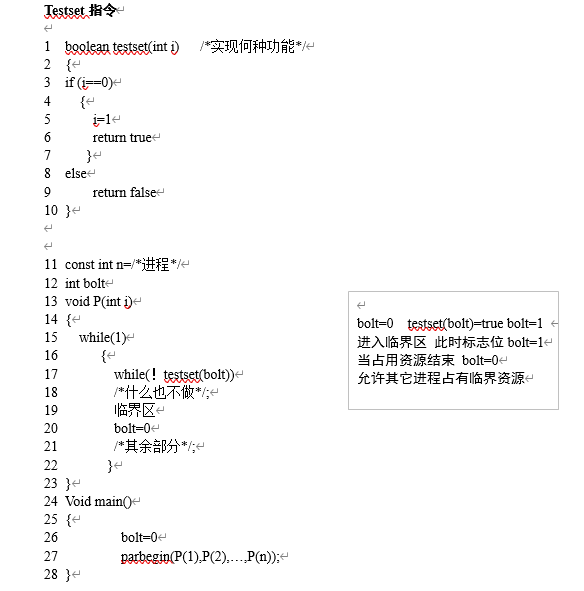 Testset 指令
1 boolean testset(int i) /*实现何种功能*/
2 {
3 if (i==0)
4 {
5 i=1
6 return true
7 }
8 else
9 return false
10 }
11 const int n=/*进程*/
12 int bolt
13 void P(int i)
14 {
15 while(1)
16 {
17 while(！testset(bolt))
18 /*什么也不做*/;
19 临界区
20 bolt=0
21 /*其余部分*/;
22 }
23 }
24 Void main()
25 {
26 bolt=0
27 parbegin(P(1),P(2),…,P(n));
28 }
bolt=0 testset(bolt)=true bolt=1
进入临界区 此时标志位 bolt=1
当占用资源结束 bolt=0
允许其它进程占有临界资源